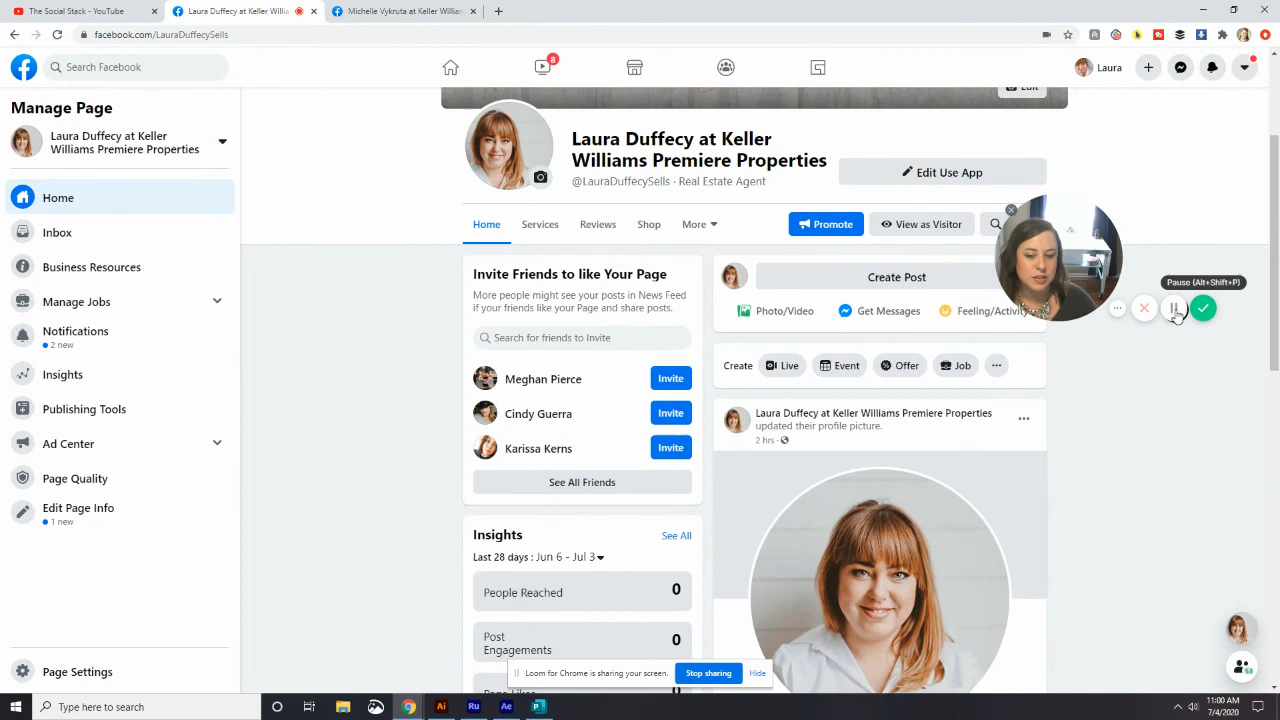 The Social Stack - YouTube
Laura Duffecy at Keller Willia
Michelle Vykruta at Keller William
facebook.com/LauraDuffecySells
Search Facebook
8
Laura
Manage Page
Laura Duffecy at Keller
Williams Premiere Properties
Home
Inbox
Business Resources
Manage Jobs
Notifications
2 new
Insights
Publishing Tools
Ad Center
Page Quality
Edit Page Info
1 new
Page Settings
Edit
Laura Duffecy at Keller
Williams Premiere Properties
@LauraDuffecySells · Real Estate Agent
Edit Use App
Home
Services
Reviews
Shop
More
Promote
View as Visitor
Invite Friends to like Your Page
More people might see your posts in News Feed
if your friends like your Page and share posts.
Search for friends to Invite
Meghan Pierce
Invite
Cindy Guerra
Invite
Karissa Kerns
Invite
See All Friends
Insights
See All
Last 28 days : Jun 6 - Jul 3
People Reached
0
Post
Engagements
0
Create Post
Photo/Video
Get Messages
Feeling/Activity
Create
Live
Event
Offer
Job
Laura Duffecy at Keller Williams Premiere Properties
updated their profile picture.
2 hrs ·
Pause (Alt+Shift+P)
Loom for Chrome is sharing your screen.
Stop sharing
Hide
Type here to search
Ai
Ru
Ae
P
11:00 AM
7/4/2020